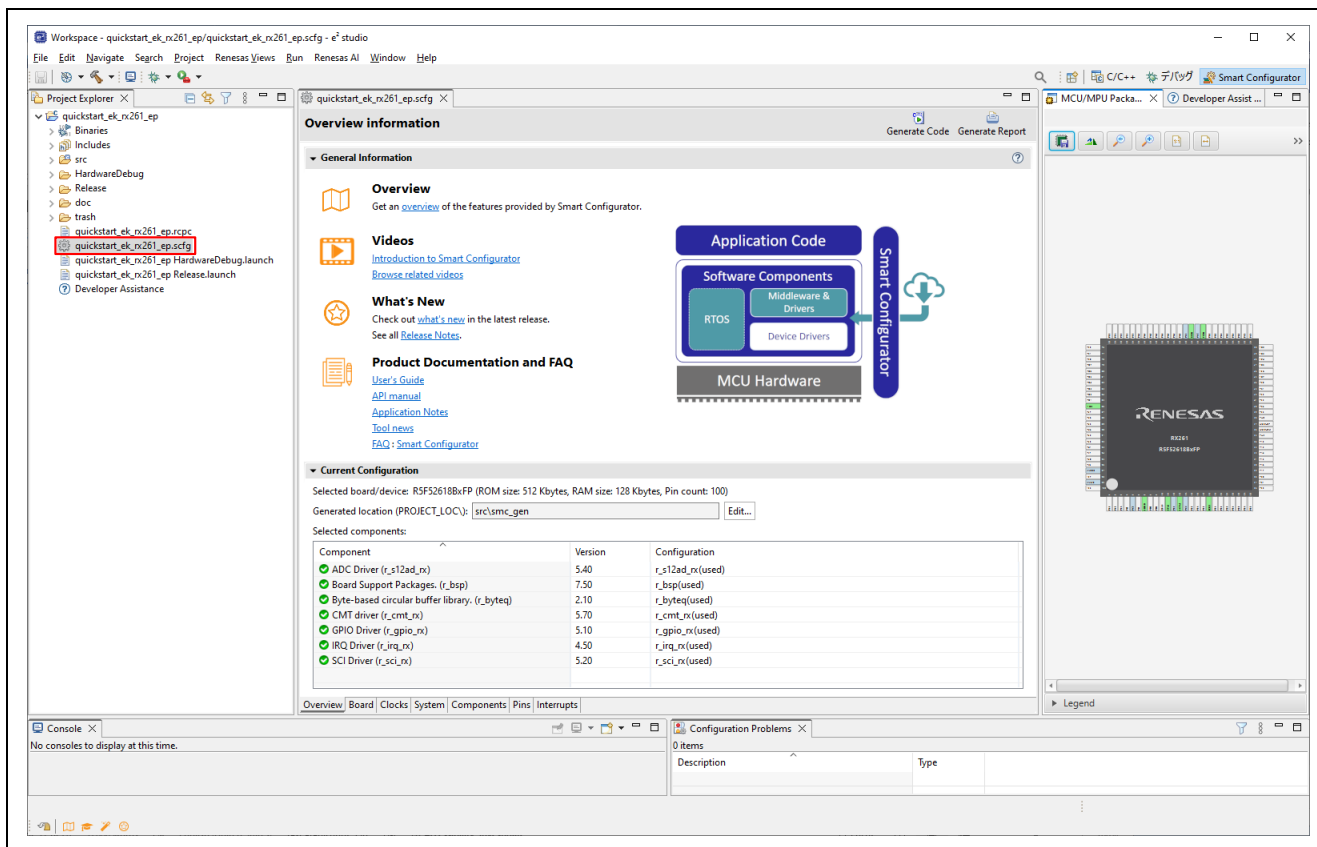 Workspace - quickstart_ek_rx261_ep/quickstart_ek_rx261_ep.scfg - e² studio
File Edit Navigate Search Project Renesas Views Run Renesas AI Window Help
C/C++ デバッグ Smart Configurator
Project Explorer
quickstart_ek_rx261_ep
Binaries
Includes
src
HardwareDebug
Release
doc
trash
quickstart_ek_rx261_ep.rcpc
quickstart_ek_rx261_ep.scfg
quickstart_ek_rx261_ep HardwareDebug.launch
quickstart_ek_rx261_ep Release.launch
Developer Assistance
quickstart_ek_rx261_ep.scfg
Overview information
Generate Code Generate Report
General Information
Overview
Get an overview of the features provided by Smart Configurator.
Videos
Introduction to Smart Configurator
Browse related videos
What's New
Check out what's new in the latest release.
See all Release Notes.
Product Documentation and FAQ
User's Guide
API manual
Application Notes
Tool news
FAQ : Smart Configurator
Application Code
Software Components
RTOS
Middleware &
Drivers
Device Drivers
MCU Hardware
Smart Configurator
Current Configuration
Selected board/device: R5F52618BxFP (ROM size: 512 Kbytes, RAM size: 128 Kbytes, Pin count: 100)
Generated location (PROJECT_LOC\): src\smc_gen Edit...
Selected components:
Component Version Configuration
ADC Driver (r_s12ad_rx) 5.40 r_s12ad_rx(used)
Board Support Packages. (r_bsp) 7.50 r_bsp(used)
Byte-based circular buffer library. (r_byteq) 2.10 r_byteq(used)
CMT driver (r_cmt_rx) 5.70 r_cmt_rx(used)
GPIO Driver (r_gpio_rx) 5.10 r_gpio_rx(used)
IRQ Driver (r_irq_rx) 4.50 r_irq_rx(used)
SCI Driver (r_sci_rx) 5.20 r_sci_rx(used)
Overview Board Clocks System Components Pins Interrupts
MCU/MPU Packa... Developer Assist ...
RENESAS
RX261
R5F52618BxFP
Legend
Console
No consoles to display at this time.
Configuration Problems
0 items
Description Type